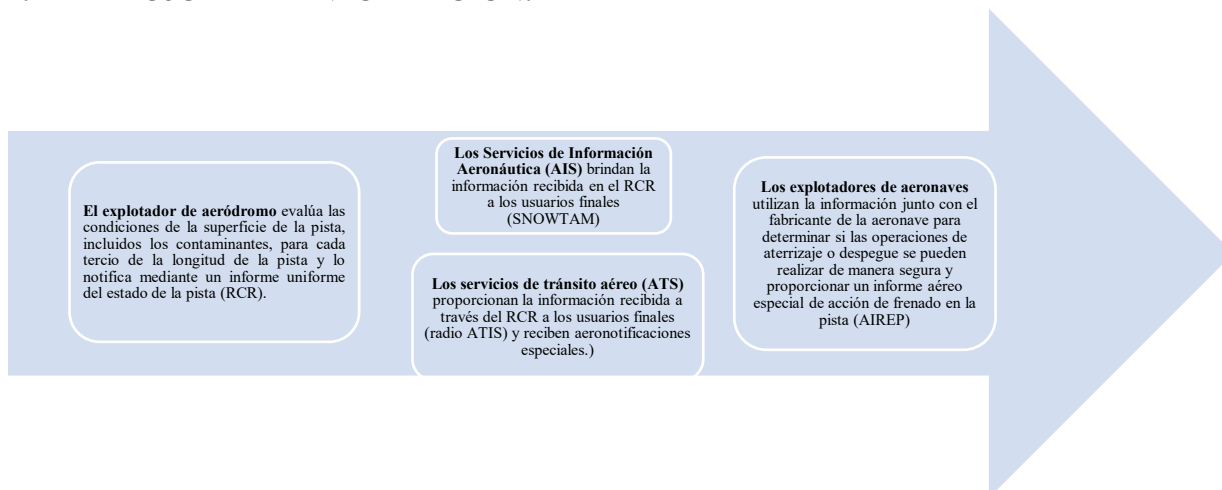 El explotador de aeródromo evalúa las
condiciones de la superficie de la pista,
incluidos los contaminantes, para cada
tercio de la longitud de la pista y lo
notifica mediante un informe uniforme
del estado de la pista (RCR).
Los Servicios de Información
Aeronáutica (AIS) brindan la
información recibida en el RCR
a los usuarios finales
(SNOWTAM)
Los servicios de tránsito aéreo (ATS)
proporcionan la información recibida a
través del RCR a los usuarios finales
(radio ATIS) y reciben aeronotificaciones
especiales.)
Los explotadores de aeronaves
utilizan la información junto con el
fabricante de la aeronave para
determinar si las operaciones de
aterrizaje o despegue se pueden
realizar de manera segura y
proporcionar un informe aéreo
especial de acción de frenado en la
pista (AIREP)